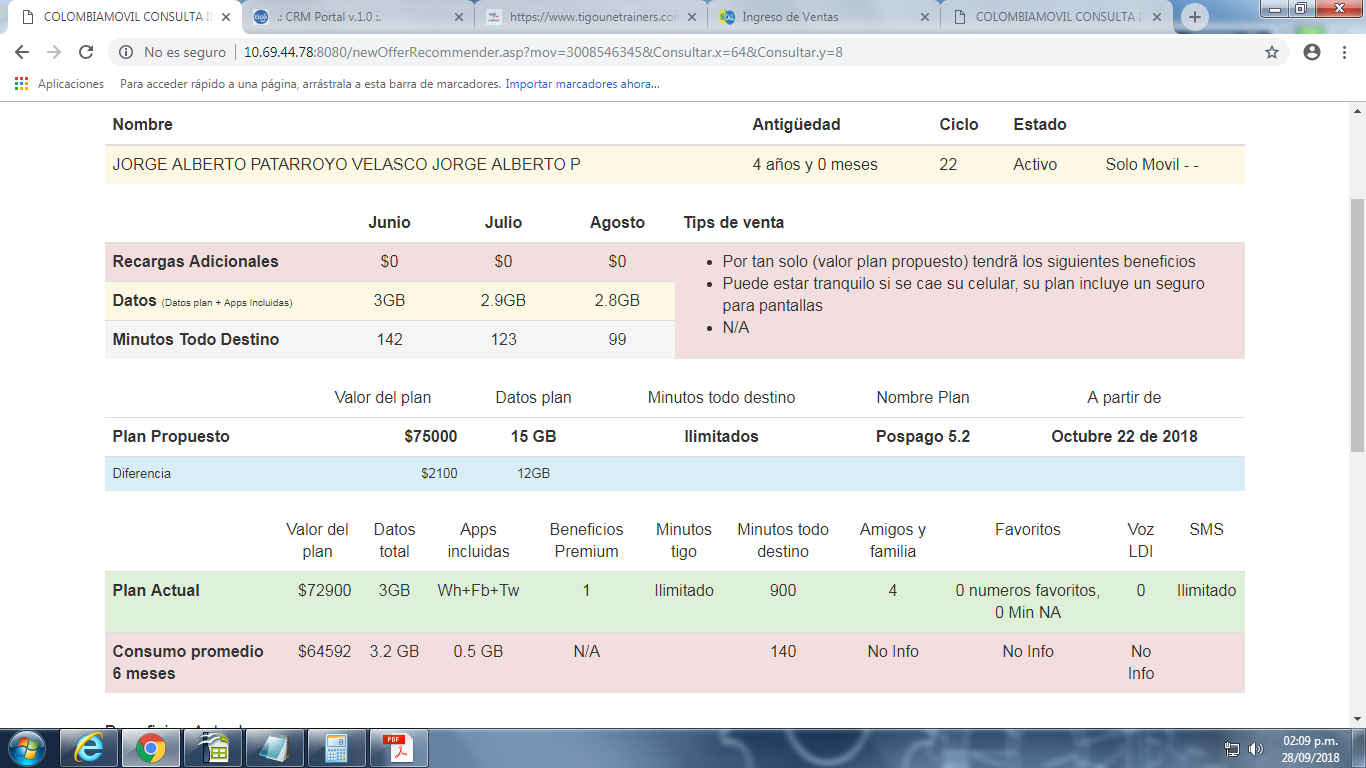 COLOMBIAMOVIL CONSULTA I
.: CRM Portal v.1.0 :.
https://www.tigounetrainers.com
Ingreso de Ventas
COLOMBIAMOVIL CONSULTA I
No es seguro
10.69.44.78:8080/newOfferRecommender.asp?mov=3008546345&Consultar.x=64&Consultar.y=8
Aplicaciones Para acceder rápido a una página, arrástrala a esta barra de marcadores. Importar marcadores ahora...
Nombre Antigüedad Ciclo Estado
JORGE ALBERTO PATARROYO VELASCO JORGE ALBERTO P 4 años y 0 meses 22 Activo Solo Movil - -
Junio Julio Agosto Tips de venta
Recargas Adicionales $0 $0 $0
Datos (Datos plan + Apps Incluidas) 3GB 2.9GB 2.8GB
Minutos Todo Destino 142 123 99
• Por tan solo (valor plan propuesto) tendrã los siguientes beneficios
• Puede estar tranquilo si se cae su celular, su plan incluye un seguro
para pantallas
• N/A
Valor del plan Datos plan Minutos todo destino Nombre Plan A partir de
Plan Propuesto $75000 15 GB Ilimitados Pospago 5.2 Octubre 22 de 2018
Diferencia $2100 12GB
Valor del Datos Apps Beneficios Minutos Minutos todo Amigos y Favoritos Voz SMS
plan total incluidas Premium tigo destino familia LDI
Plan Actual $72900 3GB Wh+Fb+Tw 1 Ilimitado 900 4 0 numeros favoritos, 0 Ilimitado
0 Min NA
Consumo promedio $64592 3.2 GB 0.5 GB N/A 140 No Info No Info No
6 meses Info
02:09 p.m.
28/09/2018